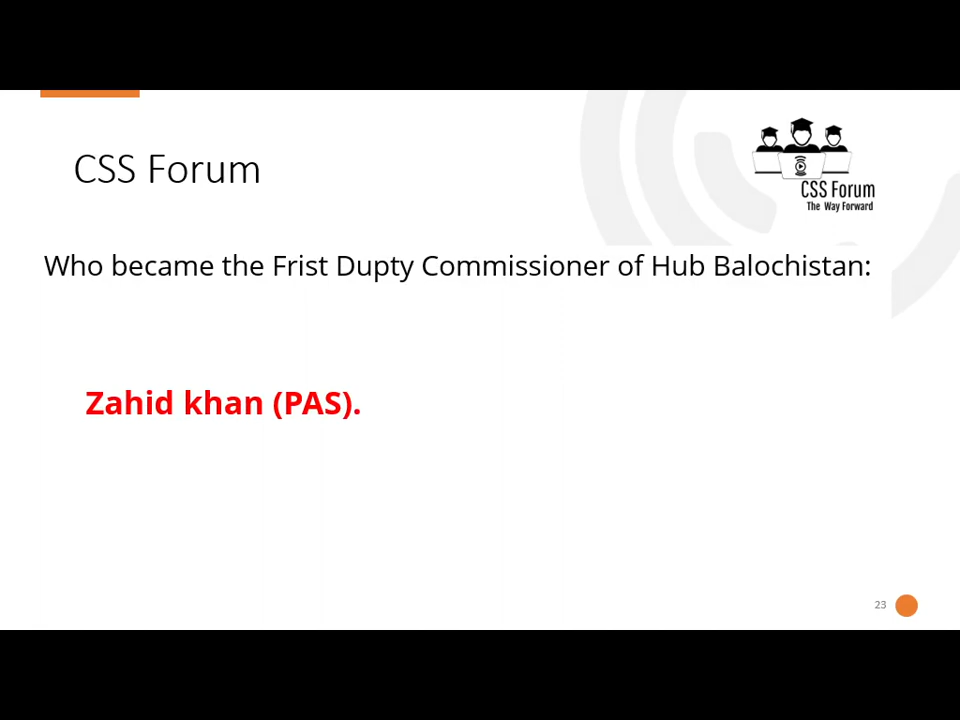 CSS Forum
CSS Forum
The Way Forward
Who became the Frist Dupty Commissioner of Hub Balochistan:
Zahid khan (PAS).
23